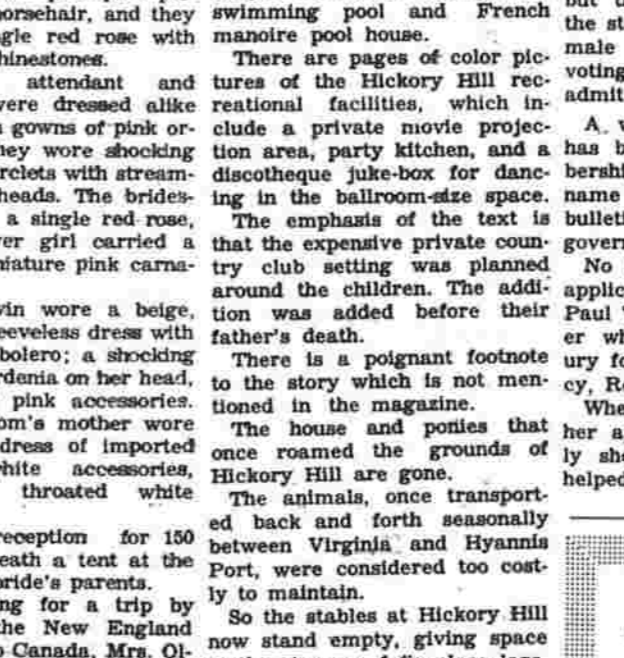 orsehair, and they
gle red rose with
hinestones.
attendant and
vere dressed alike
gowns of pink or-
hey wore shocking
rclets with stream-
heads. The brides-
a single red rose,
er girl carried a
niature pink carna-
vin wore a beige,
eeveless dress with
bolero; a shocking
rdenia on her head,
pink accessories.
om's mother wore
dress of imported
hite accessories,
throated white
reception for 150
eath a tent at the
bride's parents.
ng for a trip by
the New England
Canada, Mrs. Ol-
swimming pool and French
manoire pool house.
There are pages of color pic-
tures of the Hickory Hill rec-
reational facilities, which in-
clude a private movie projec-
tion area, party kitchen, and a
discotheque juke-box for danc-
ing in the ballroom-size space.
The emphasis of the text is
that the expensive private coun-
try club setting was planned
around the children. The addi-
tion was added before their
father's death.
There is a poignant footnote
to the story which is not men-
tioned in the magazine.
The house and ponies that
once roamed the grounds of
Hickory Hill are gone.
The animals, once transport-
ed back and forth seasonally
between Virginia and Hyannis
Port, were considered too cost-
ly to maintain.
So the stables at Hickory Hill
now stand empty, giving space
the st
male
voting
admit
A v
has b
bershi
name
bulleti
govern
No
applic
Paul
er wh
ury fo
cy, R
Whe
her a
ly sho
helped